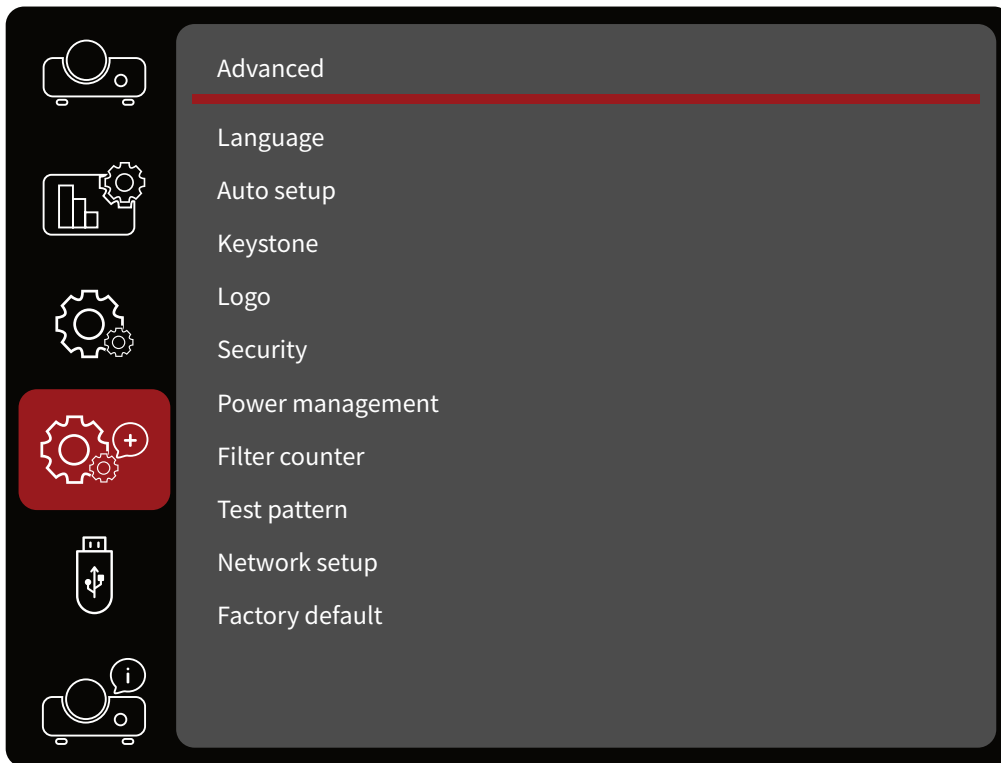 Advanced
Language
Auto setup
Keystone
Logo
Security
Power management
Filter counter
Test pattern
Network setup
Factory default